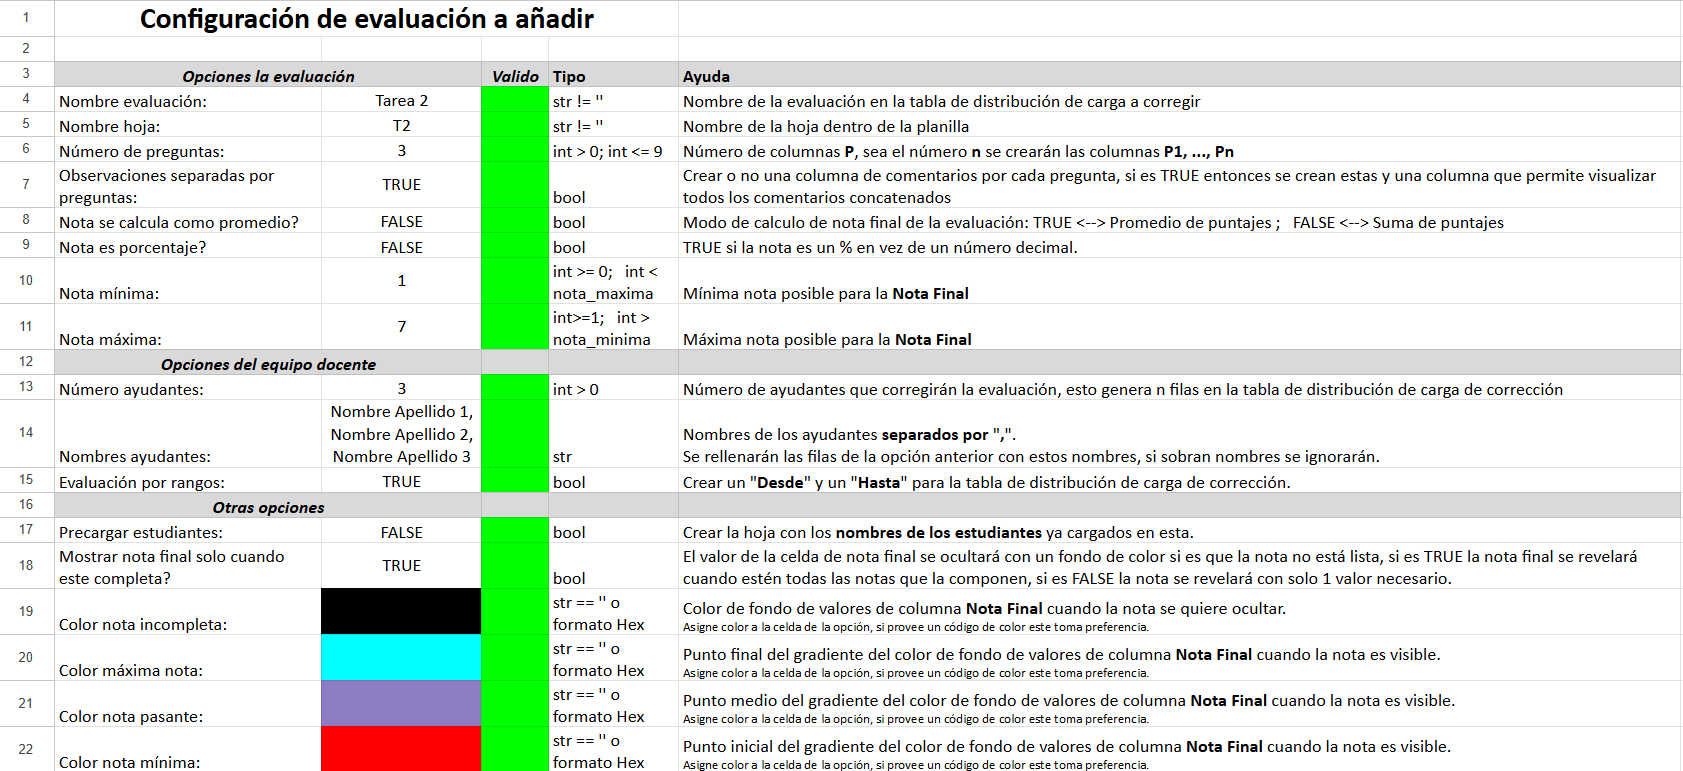 1 Configuración de evaluación a añadir
2
3 Opciones la evaluación Valido Tipo Ayuda
4 Nombre evaluación: Tarea 2 str != '' Nombre de la evaluación en la tabla de distribución de carga a corregir
5 Nombre hoja: T2 str != '' Nombre de la hoja dentro de la planilla
6 Número de preguntas: 3 int > 0; int <= 9 Número de columnas P, sea el número n se crearán las columnas P1, ..., Pn
7 Observaciones separadas por
preguntas: TRUE bool Crear o no una columna de comentarios por cada pregunta, si es TRUE entonces se crean estas y una columna que permite visualizar
todos los comentarios concatenados
8 Nota se calcula como promedio? FALSE bool Modo de calculo de nota final de la evaluación: TRUE <--> Promedio de puntajes ; FALSE <--> Suma de puntajes
9 Nota es porcentaje? FALSE bool TRUE si la nota es un % en vez de un número decimal.
10 Nota mínima: 1 int >= 0; int <
nota_maxima Mínima nota posible para la Nota Final
11 Nota máxima: 7 int>=1; int >
nota_minima Máxima nota posible para la Nota Final
12 Opciones del equipo docente
13 Número ayudantes: 3 int > 0 Número de ayudantes que corregirán la evaluación, esto genera n filas en la tabla de distribución de carga de corrección
14 Nombres ayudantes: Nombre Apellido 1,
Nombre Apellido 2,
Nombre Apellido 3 str Nombres de los ayudantes separados por ",".
Se rellenarán las filas de la opción anterior con estos nombres, si sobran nombres se ignorarán.
15 Evaluación por rangos: TRUE bool Crear un "Desde" y un "Hasta" para la tabla de distribución de carga de corrección.
16 Otras opciones
17 Precargar estudiantes: FALSE bool Crear la hoja con los nombres de los estudiantes ya cargados en esta.
18 Mostrar nota final solo cuando
este completa? TRUE bool El valor de la celda de nota final se ocultará con un fondo de color si es que la nota no está lista, si es TRUE la nota final se revelará
cuando estén todas las notas que la componen, si es FALSE la nota se revelará con solo 1 valor necesario.
19 Color nota incompleta: str == '' o
formato Hex Color de fondo de valores de columna Nota Final cuando la nota se quiere ocultar.
Asigne color a la celda de la opción, si provee un código de color este toma preferencia.
20 Color máxima nota: str == '' o
formato Hex Punto final del gradiente del color de fondo de valores de columna Nota Final cuando la nota es visible.
Asigne color a la celda de la opción, si provee un código de color este toma preferencia.
21 Color nota pasante: str == '' o
formato Hex Punto medio del gradiente del color de fondo de valores de columna Nota Final cuando la nota es visible.
Asigne color a la celda de la opción, si provee un código de color este toma preferencia.
22 Color nota mínima: str == '' o
formato Hex Punto inicial del gradiente del color de fondo de valores de columna Nota Final cuando la nota es visible.
Asigne color a la celda de la opción, si provee un código de color este toma preferencia.